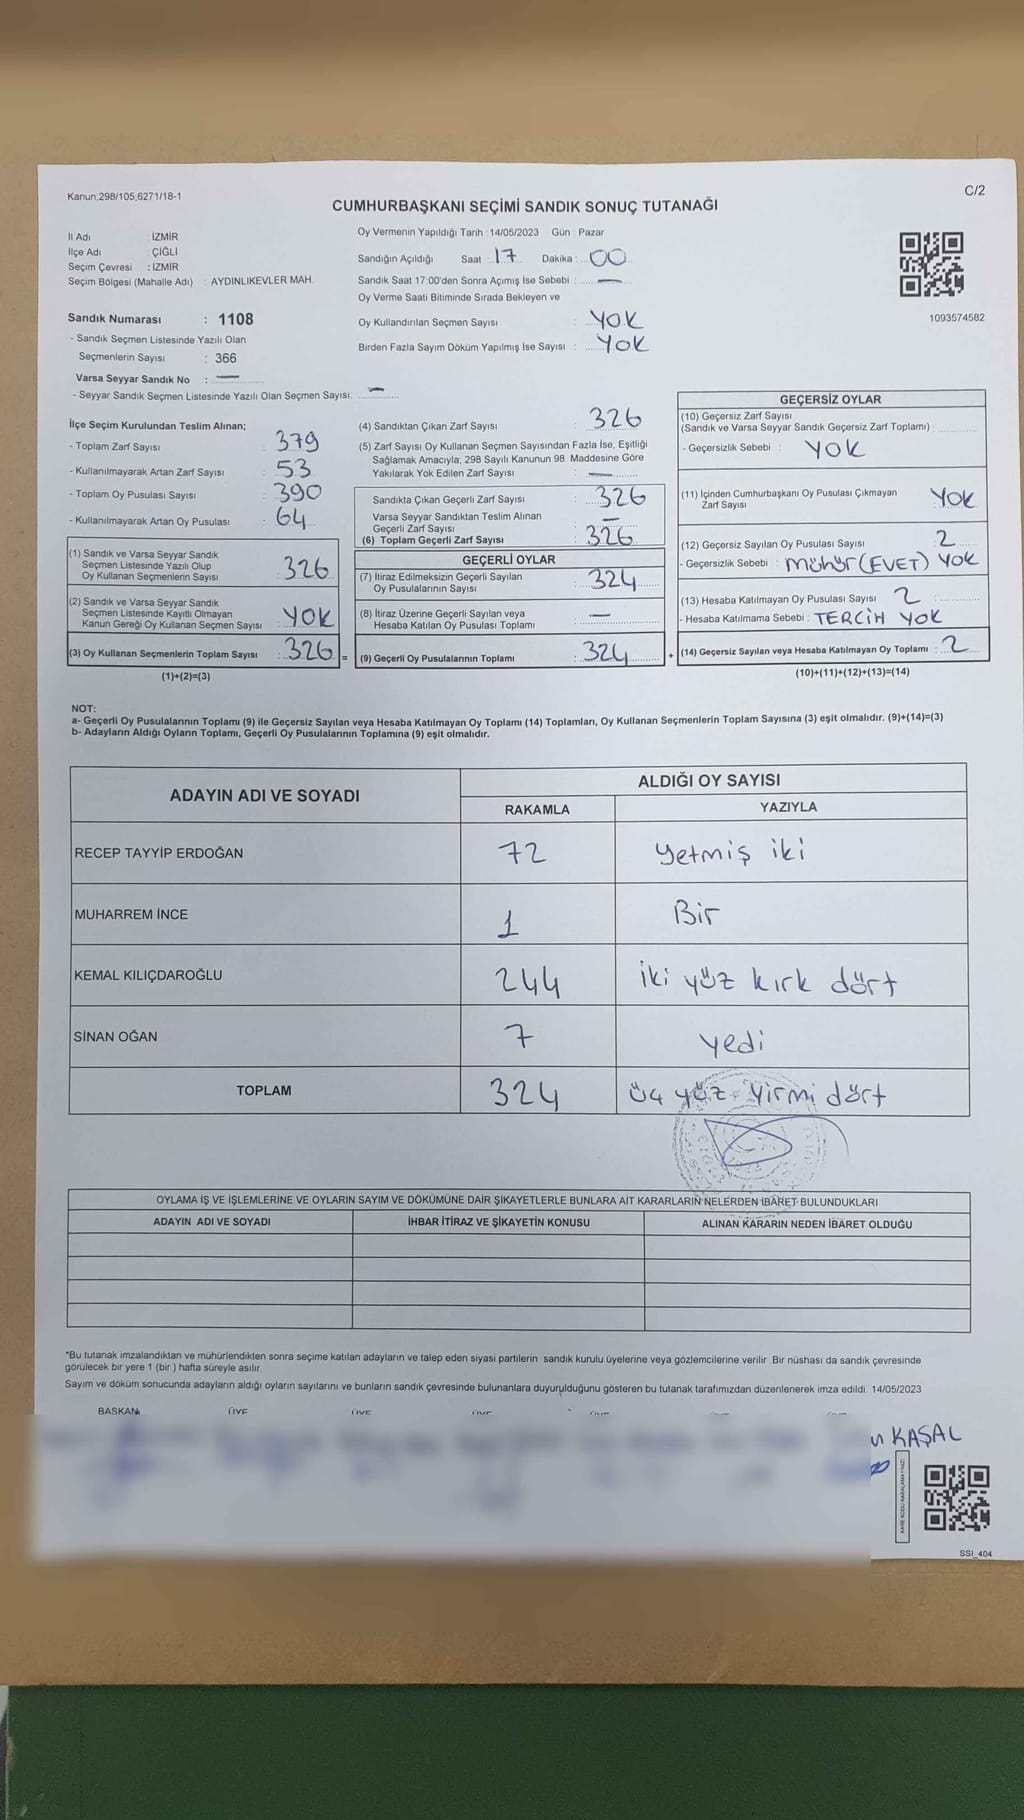 Kanun;298/105;6271/18-1
C/2
CUMHURBAŞKANI SEÇİMİ SANDIK SONUÇ TUTANAĞI
İl Adı : İZMİR
İlçe Adı : ÇİĞLİ
Seçim Çevresi : İZMİR
Seçim Bölgesi (Mahalle Adı) : AYDINLIKEVLER MAH.
Sandık Numarası : 1108
- Sandık Seçmen Listesinde Yazılı Olan
Seçmenlerin Sayısı : 366
Varsa Seyyar Sandık No : —
- Seyyar Sandık Seçmen Listesinde Yazılı Olan Seçmen Sayısı. —
Oy Vermenin Yapıldığı Tarih : 14/05/2023 Gün : Pazar
Sandığın Açıldığı Saat : 17 Dakika : 00
Sandık Saat 17:00'den Sonra Açımış İse Sebebi : —
Oy Verme Saati Bitiminde Sırada Bekleyen ve
Oy Kullandırılan Seçmen Sayısı : YOK
Birden Fazla Sayım Döküm Yapılmış İse Sayısı : YOK
1093574582
İlçe Seçim Kurulundan Teslim Alınan;
- Toplam Zarf Sayısı : 379
- Kullanılmayarak Artan Zarf Sayısı : 53
- Toplam Oy Pusulası Sayısı : 390
- Kullanılmayarak Artan Oy Pusulası : 64
(1) Sandık ve Varsa Seyyar Sandık
Seçmen Listesinde Yazılı Olup
Oy Kullanan Seçmenlerin Sayısı : 326
(2) Sandık ve Varsa Seyyar Sandık
Seçmen Listesinde Kayıtlı Olmayan
Kanun Gereği Oy Kullanan Seçmen Sayısı : YOK
(3) Oy Kullanan Seçmenlerin Toplam Sayısı : 326 =
(1)+(2)=(3)
(4) Sandıktan Çıkan Zarf Sayısı : 326
(5) Zarf Sayısı Oy Kullanan Seçmen Sayısından Fazla İse, Eşitliği
Sağlamak Amacıyla; 298 Sayılı Kanunun 98. Maddesine Göre
Yakılarak Yok Edilen Zarf Sayısı : —
Sandıkta Çıkan Geçerli Zarf Sayısı : 326
Varsa Seyyar Sandıktan Teslim Alınan
Geçerli Zarf Sayısı : —
(6) Toplam Geçerli Zarf Sayısı : 326
GEÇERLİ OYLAR
(7) İtiraz Edilmeksizin Geçerli Sayılan
Oy Pusulalarının Sayısı : 324
(8) İtiraz Üzerine Geçerli Sayılan veya
Hesaba Katılan Oy Pusulası Toplamı : —
(9) Geçerli Oy Pusulalarının Toplamı : 324 +
GEÇERSİZ OYLAR
(10) Geçersiz Zarf Sayısı
(Sandık ve Varsa Seyyar Sandık Geçersiz Zarf Toplamı) :
- Geçersizlik Sebebi : YOK
(11) İçinden Cumhurbaşkanı Oy Pusulası Çıkmayan
Zarf Sayısı YOK
(12) Geçersiz Sayılan Oy Pusulası Sayısı 2
- Geçersizlik Sebebi : mühür (EVET) YOK
(13) Hesaba Katılmayan Oy Pusulası Sayısı 2
- Hesaba Katılmama Sebebi : TERCİH YOK
(14) Geçersiz Sayılan veya Hesaba Katılmayan Oy Toplamı : 2
(10)+(11)+(12)+(13)=(14)
NOT:
a- Geçerli Oy Pusulalarının Toplamı (9) ile Geçersiz Sayılan veya Hesaba Katılmayan Oy Toplamı (14) Toplamları, Oy Kullanan Seçmenlerin Toplam Sayısına (3) eşit olmalıdır. (9)+(14)=(3)
b- Adayların Aldığı Oyların Toplamı, Geçerli Oy Pusulalarının Toplamına (9) eşit olmalıdır.
ADAYIN ADI VE SOYADI ALDIĞI OY SAYISI
RAKAMLA YAZIYLA
RECEP TAYYİP ERDOĞAN 72 yetmiş iki
MUHARREM İNCE 1 Bir
KEMAL KILIÇDAROĞLU 244 iki yüz kırk dört
SİNAN OĞAN 7 yedi
TOPLAM 324 üç yüz yirmi dört
OYLAMA İŞ VE İŞLEMLERİNE VE OYLARIN SAYIM VE DÖKÜMÜNE DAİR ŞİKAYETLERLE BUNLARA AİT KARARLARIN NELERDEN İBARET BULUNDUKLARI
ADAYIN ADI VE SOYADI İHBAR İTİRAZ VE ŞİKAYETİN KONUSU ALINAN KARARIN NEDEN İBARET OLDUĞU
*Bu tutanak imzalandıktan ve mühürlendikten sonra seçime katılan adayların ve talep eden siyasi partilerin sandık kurulu üyelerine veya gözlemcilerine verilir. Bir nüshası da sandık çevresinde
görülecek bir yere 1 (bir ) hafta süreyle asılır.
Sayım ve döküm sonucunda adayların aldığı oyların sayılarını ve bunların sandık çevresinde bulunanlara duyurulduğunu gösteren bu tutanak tarafımızdan düzenlenerek imza edildi. 14/05/2023
BAŞKAN ÜYE ÜYE
KAŞAL
SSI_404